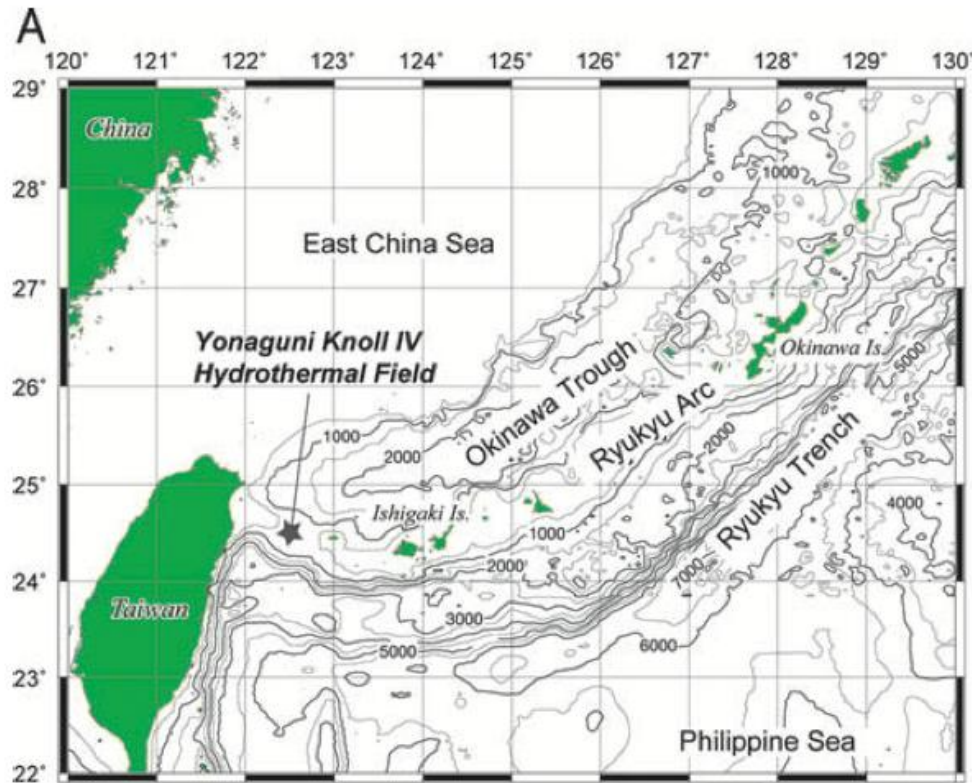 A
120° 121° 122° 123° 124° 125° 126° 127° 128° 129° 130°
29°
China
1000
28°
East China Sea
27°
Yonaguni Knoll IV
Hydrothermal Field
Okinawa Is.
5000
26°
Okinawa Trough
Ryukyu Arc
1000
2000
2000
Ryukyu Trench
25°
Ishigaki Is.
4000
1000
2000
7000
24°
Taiwan
3000
5000
6000
23°
Philippine Sea
22°